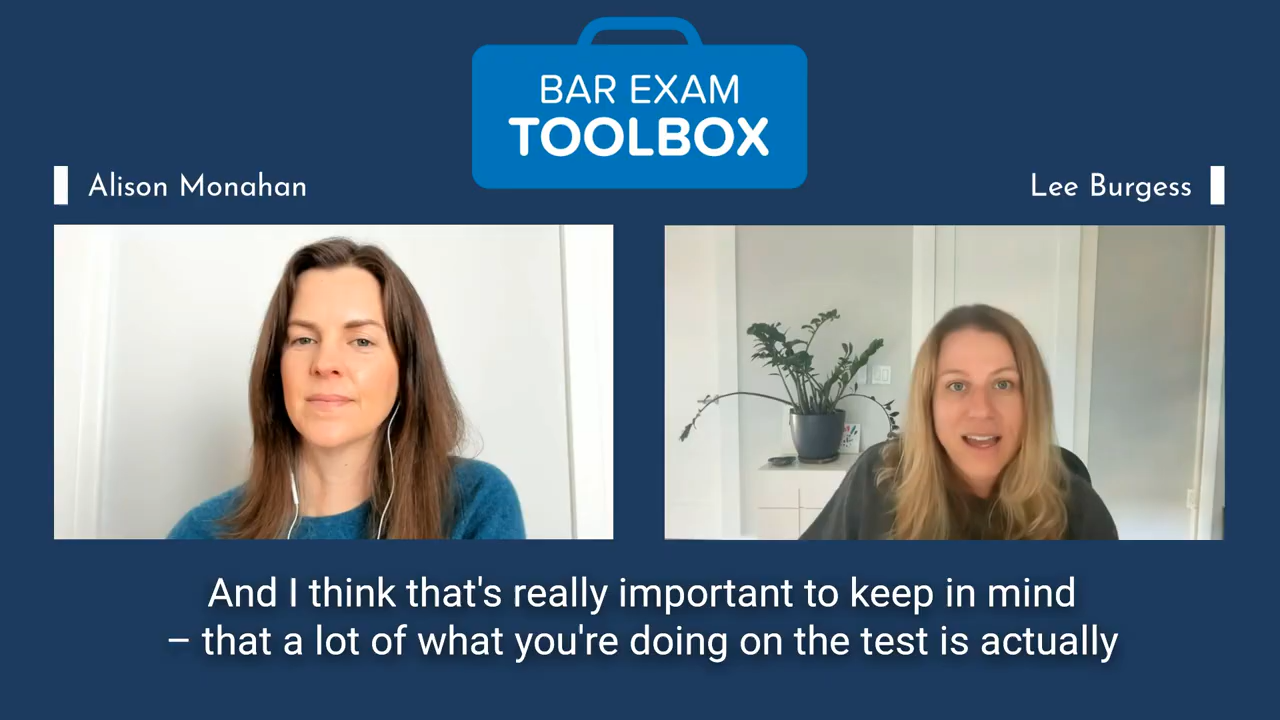 BAR EXAM
TOOLBOX
Alison Monahan
Lee Burgess
And I think that's really important to keep in mind
– that a lot of what you're doing on the test is actually